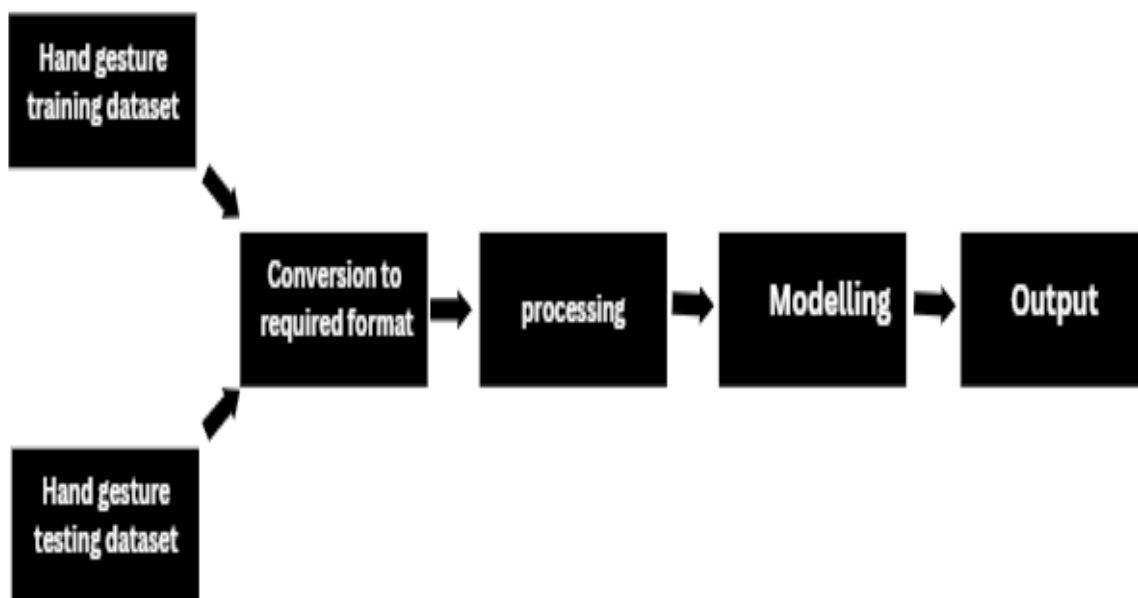 Hand gesture
training dataset
Conversion to
required format
processing
Modelling
Output
Hand gesture
testing dataset